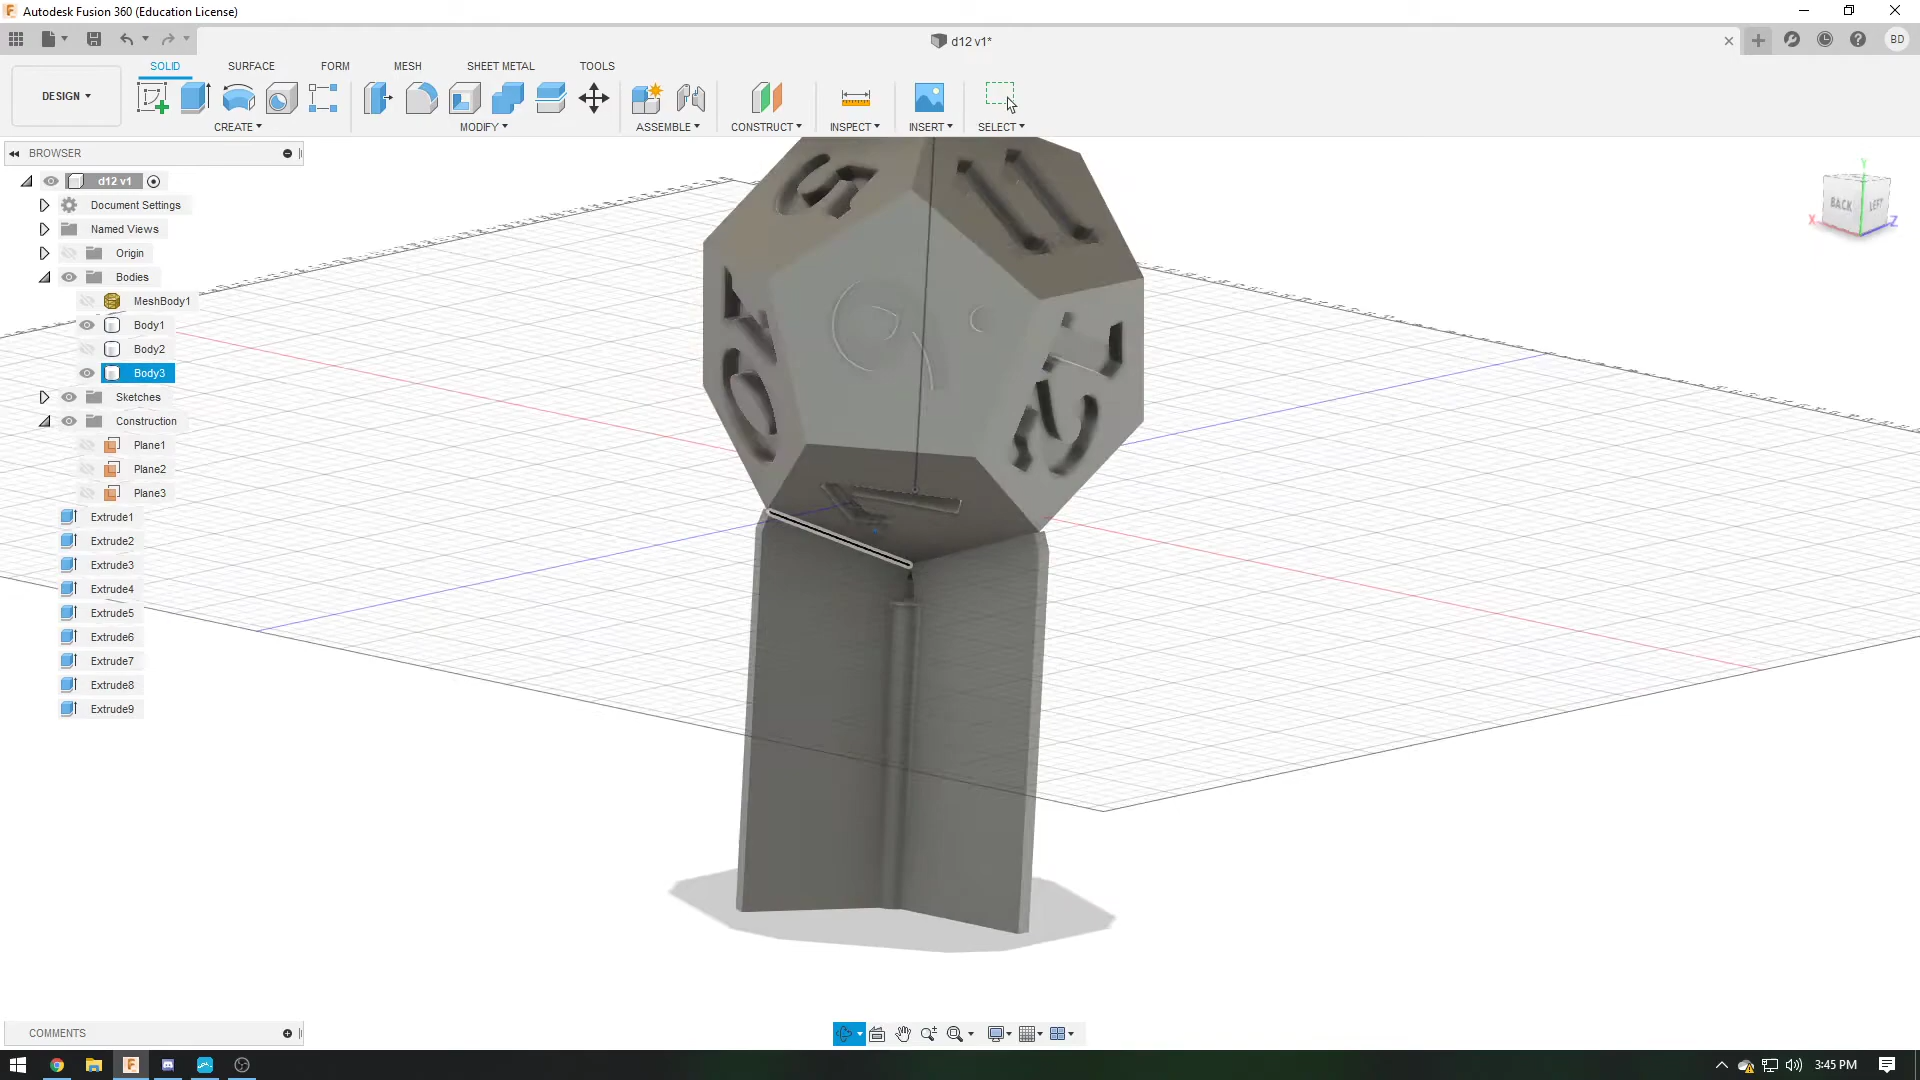 Autodesk Fusion 360 (Education License)
d12 v1*
BD
DESIGN
SOLID
SURFACE
FORM
MESH
SHEET METAL
TOOLS
CREATE
MODIFY
ASSEMBLE
CONSTRUCT
INSPECT
INSERT
SELECT
BROWSER
d12 v1
Document Settings
Named Views
Origin
Bodies
MeshBody1
Body1
Body2
Body3
Sketches
Construction
Plane1
Plane2
Plane3
Extrude1
Extrude2
Extrude3
Extrude4
Extrude5
Extrude6
Extrude7
Extrude8
Extrude9
11
12
Y
BACK
LEFT
X
Z
COMMENTS
3:45 PM